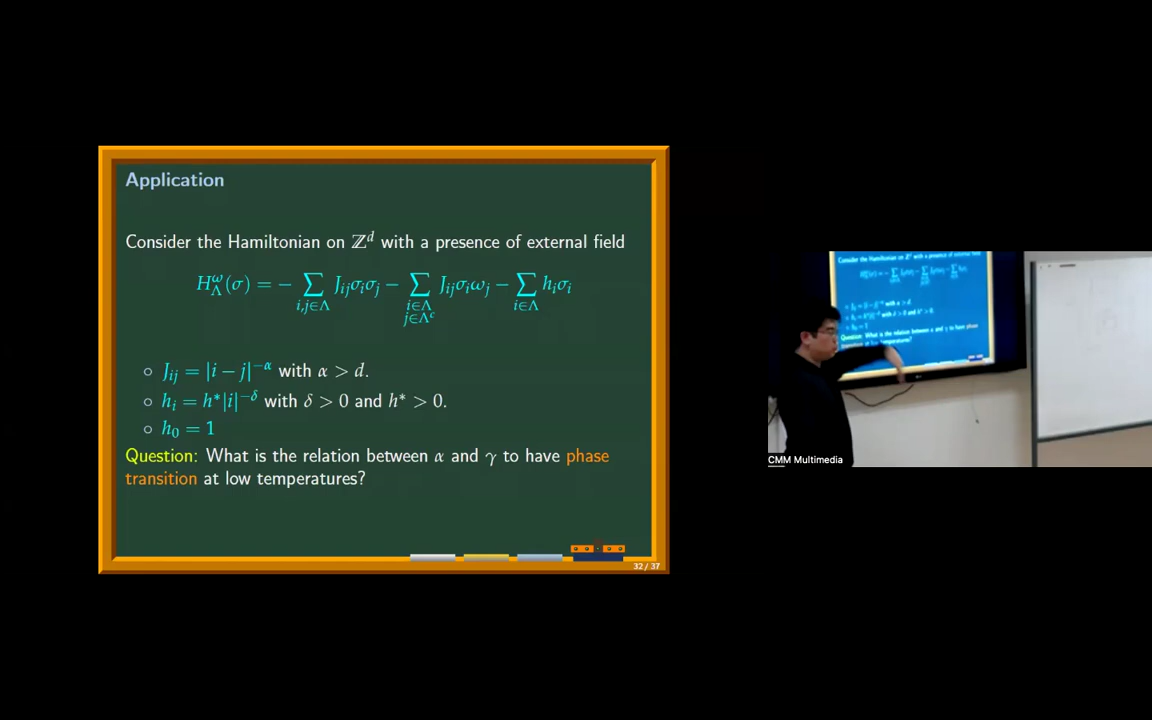 Application
Consider the Hamiltonian on ℤᵈ with a presence of external field
H^ω_Λ(σ) = − ∑_{i,j∈Λ} J_{ij}σ_iσ_j − ∑_{i∈Λ, j∈Λ^c} J_{ij}σ_iω_j − ∑_{i∈Λ} h_iσ_i
○ J_{ij} = |i − j|^{−α} with α > d.
○ h_i = h*|i|^{−δ} with δ > 0 and h* > 0.
○ h_0 = 1
Question: What is the relation between α and γ to have phase
transition at low temperatures?
32 / 37
CMM Multimedia